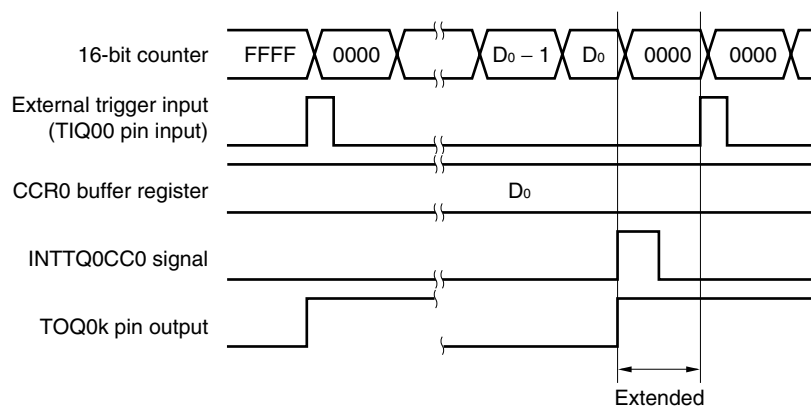 16-bit counter FFFF 0000 D0 − 1 D0 0000 0000
External trigger input
(TIQ00 pin input)
CCR0 buffer register D0
INTTQ0CC0 signal
TOQ0k pin output
Extended